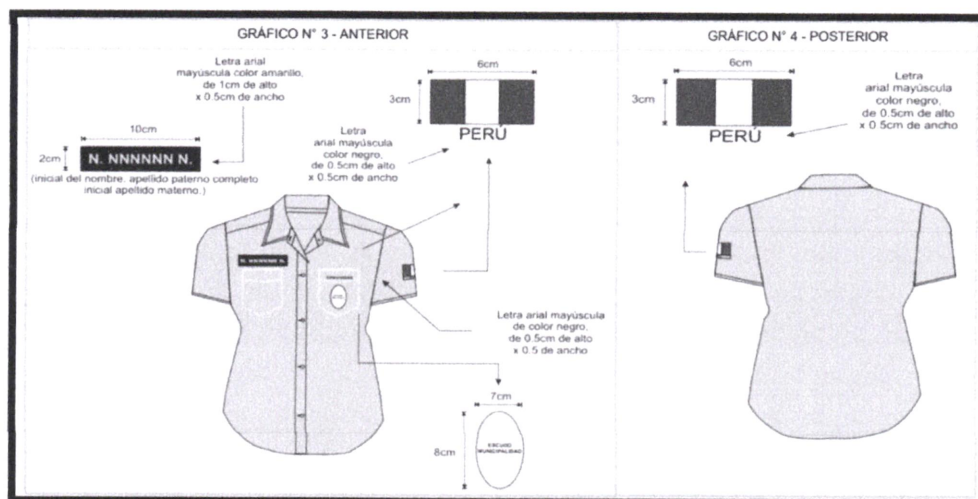 GRÁFICO N° 3 - ANTERIOR
Letra arial
mayúscula color amarillo,
de 1cm de alto
x 0.5cm de ancho
10cm
2cm
N. NNNNNN N.
(inicial del nombre. apellido paterno completo
inicial apellido materno.)
6cm
3cm
PERÚ
Letra
arial mayúscula
color negro,
de 0.5cm de alto
x 0.5cm de ancho
N. NNNNNN N.
Letra arial mayúscula
de color negro,
de 0.5cm de alto
x 0.5 de ancho
7cm
8cm
ESCUDO
MUNICIPALIDAD
GRÁFICO N° 4 - POSTERIOR
6cm
3cm
PERÚ
Letra
arial mayúscula
color negro,
de 0.5cm de alto
x 0.5cm de ancho